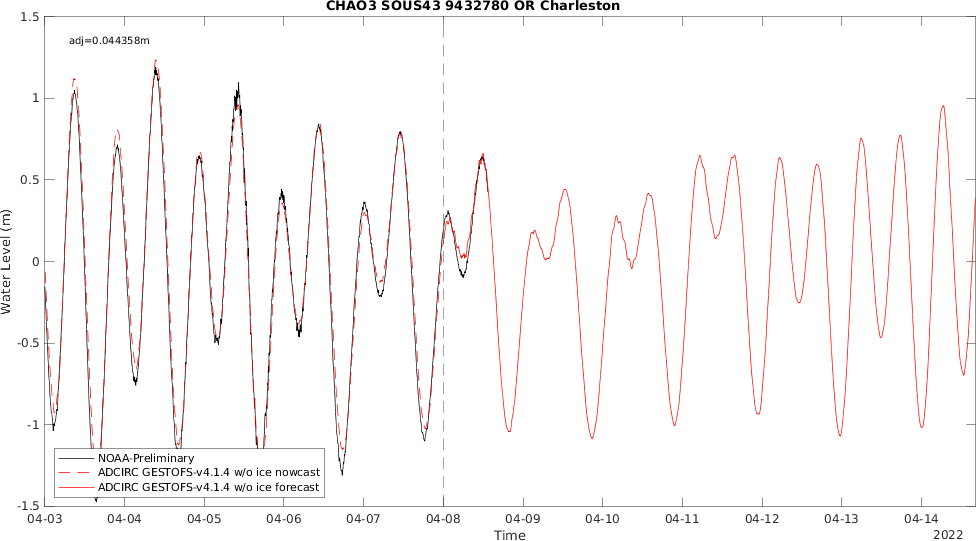 CHAO3 SOUS43 9432780 OR Charleston
adj=0.044358m
1.5
1
0.5
0
-0.5
-1
-1.5
Water Level (m)
NOAA-Preliminary
ADCIRC GESTOFS-v4.1.4 w/o ice nowcast
ADCIRC GESTOFS-v4.1.4 w/o ice forecast
04-03 04-04 04-05 04-06 04-07 04-08 04-09 04-10 04-11 04-12 04-13 04-14
Time
2022